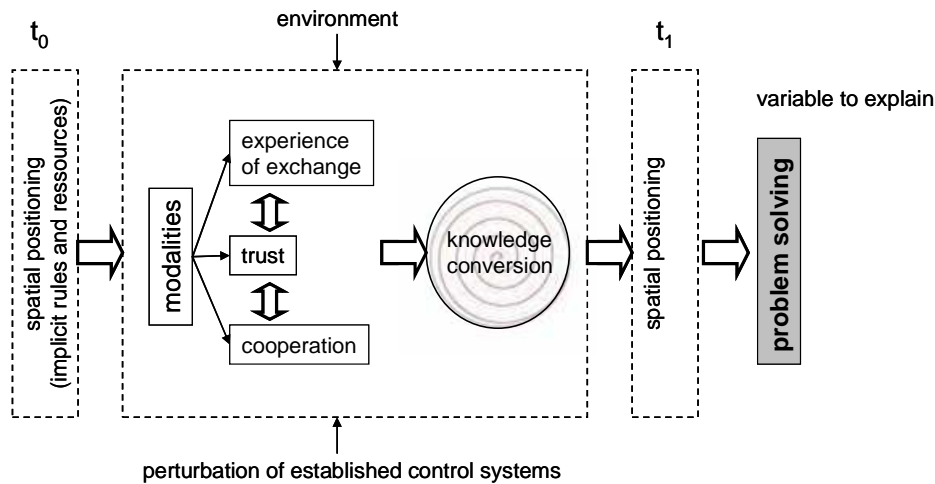 environment
t0
t1
variable to explain
spatial positioning
(implicit rules and ressources)
modalities
experience
of exchange
trust
cooperation
knowledge
conversion
spatial positioning
problem solving
perturbation of established control systems